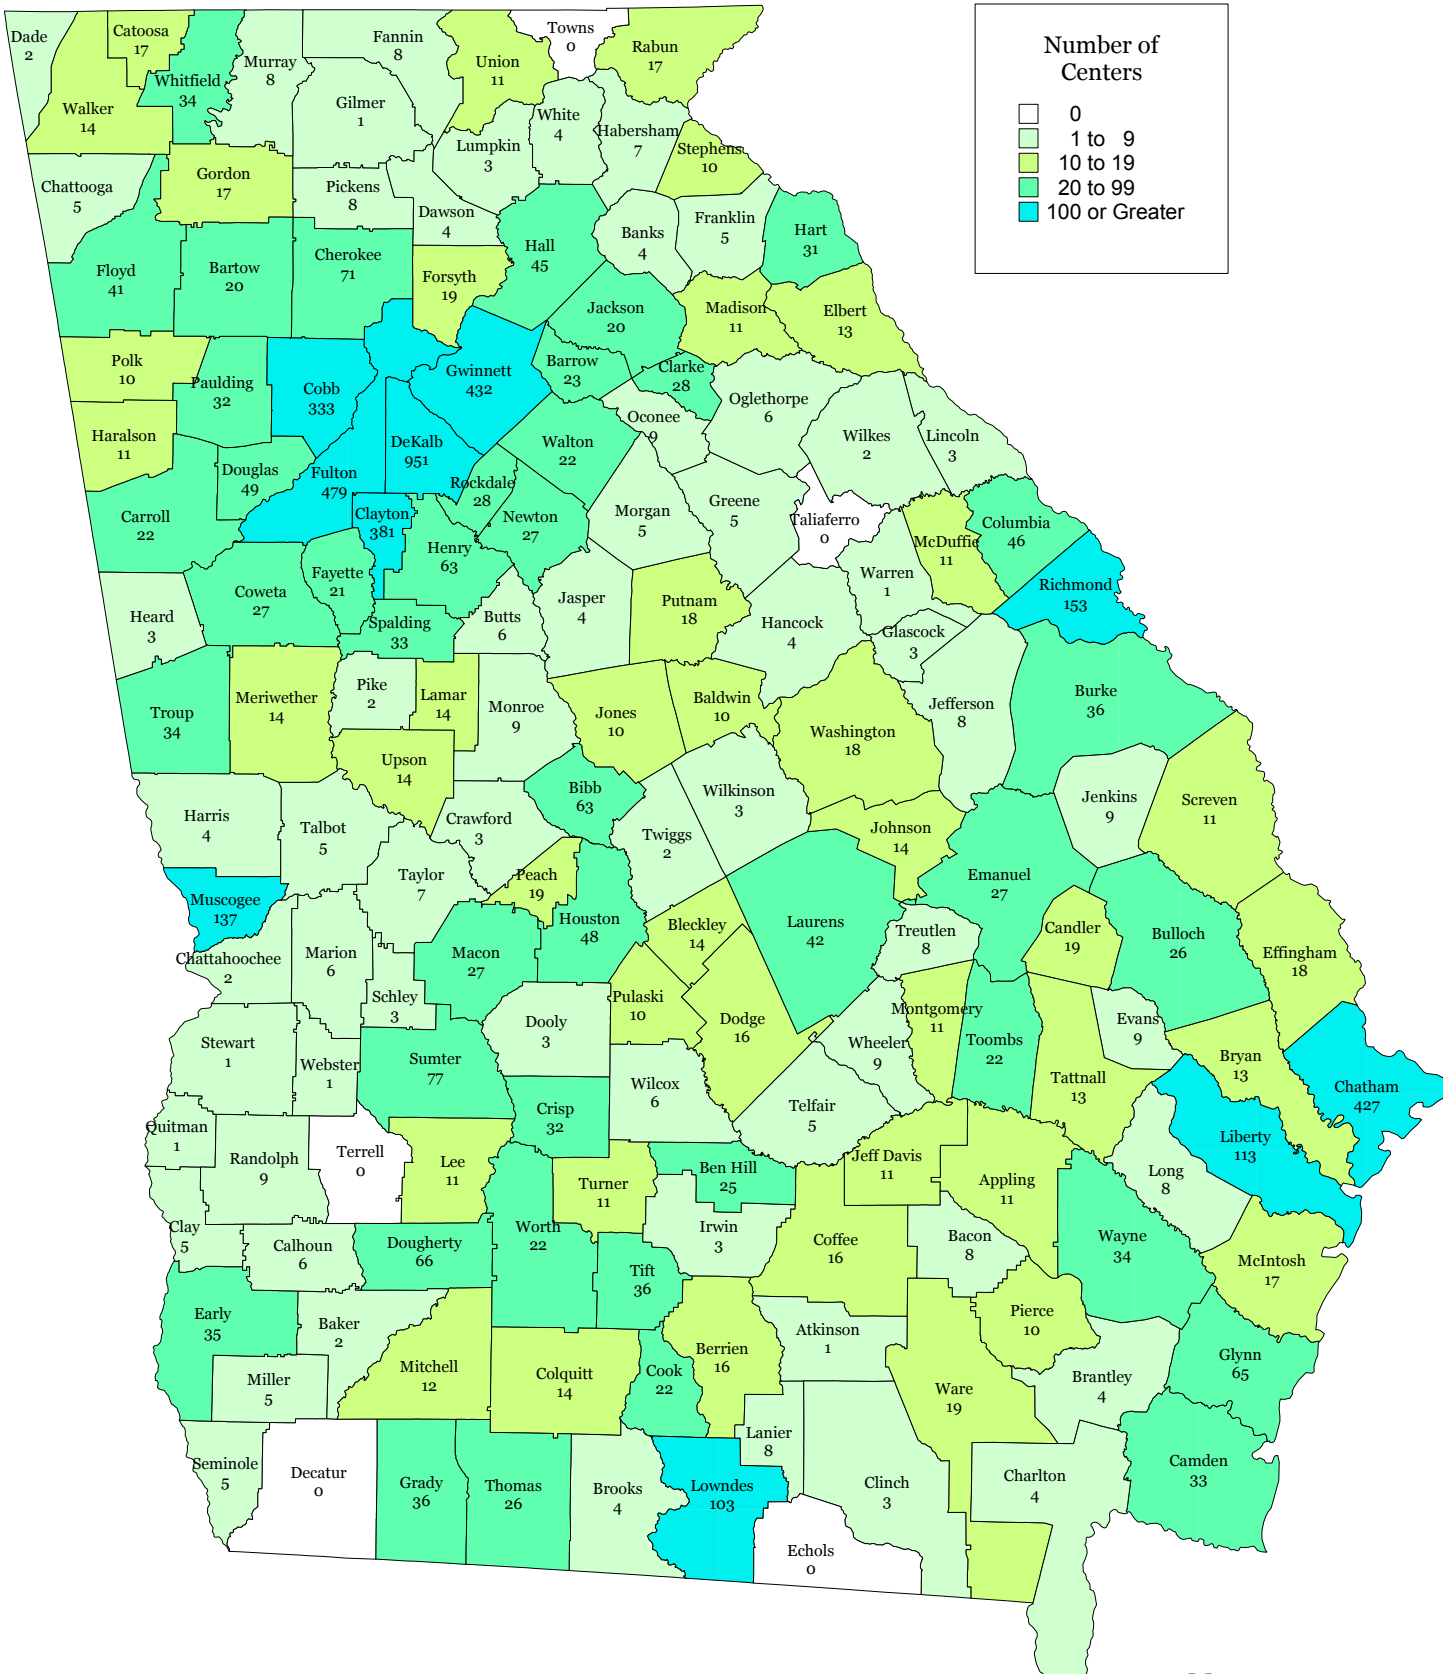 Number of
Centers
0
1 to 9
10 to 19
20 to 99
100 or Greater
Dade
2
Catoosa
17
Walker
14
Whitfield
34
Murray
8
Fannin
8
Gilmer
1
Union
11
Towns
0
Rabun
17
White
4
Lumpkin
3
Habersham
7
Stephens
10
Chattooga
5
Gordon
17
Pickens
8
Dawson
4
Hall
45
Banks
4
Franklin
5
Hart
31
Floyd
41
Bartow
20
Cherokee
71
Forsyth
19
Jackson
20
Madison
11
Elbert
13
Polk
10
Paulding
32
Cobb
333
Gwinnett
432
Barrow
23
Clarke
28
Oglethorpe
6
Oconee
9
Wilkes
2
Lincoln
3
Haralson
11
Douglas
49
Fulton
479
DeKalb
951
Walton
22
Rockdale
28
Carroll
22
Clayton
381
Henry
63
Newton
27
Morgan
5
Greene
5
Taliaferro
0
McDuffie
11
Columbia
46
Warren
1
Richmond
153
Heard
3
Coweta
27
Fayette
21
Spalding
33
Butts
6
Jasper
4
Putnam
18
Hancock
4
Glascock
3
Troup
34
Meriwether
14
Pike
2
Lamar
14
Monroe
9
Jones
10
Baldwin
10
Washington
18
Jefferson
8
Burke
36
Upson
14
Harris
4
Talbot
5
Crawford
3
Bibb
63
Twiggs
2
Wilkinson
3
Johnson
14
Jenkins
9
Screven
11
Muscogee
137
Taylor
7
Peach
19
Houston
48
Bleckley
14
Laurens
42
Treutlen
8
Emanuel
27
Candler
19
Bulloch
26
Effingham
18
Chattahoochee
2
Marion
6
Schley
3
Macon
27
Dooly
3
Pulaski
10
Dodge
16
Wheeler
9
Montgomery
11
Toombs
22
Tattnall
13
Evans
9
Bryan
13
Chatham
427
Stewart
1
Webster
1
Sumter
77
Crisp
32
Wilcox
6
Telfair
5
Liberty
113
Quitman
1
Randolph
9
Terrell
0
Lee
11
Turner
11
Ben Hill
25
Jeff Davis
11
Appling
11
Long
8
Clay
5
Calhoun
6
Dougherty
66
Worth
22
Tift
36
Irwin
3
Coffee
16
Bacon
8
Wayne
34
McIntosh
17
Early
35
Baker
2
Miller
5
Mitchell
12
Colquitt
14
Cook
22
Berrien
16
Atkinson
1
Pierce
10
Ware
19
Brantley
4
Glynn
65
Seminole
5
Decatur
0
Grady
36
Thomas
26
Brooks
4
Lowndes
103
Lanier
8
Clinch
3
Echols
0
Charlton
4
Camden
33